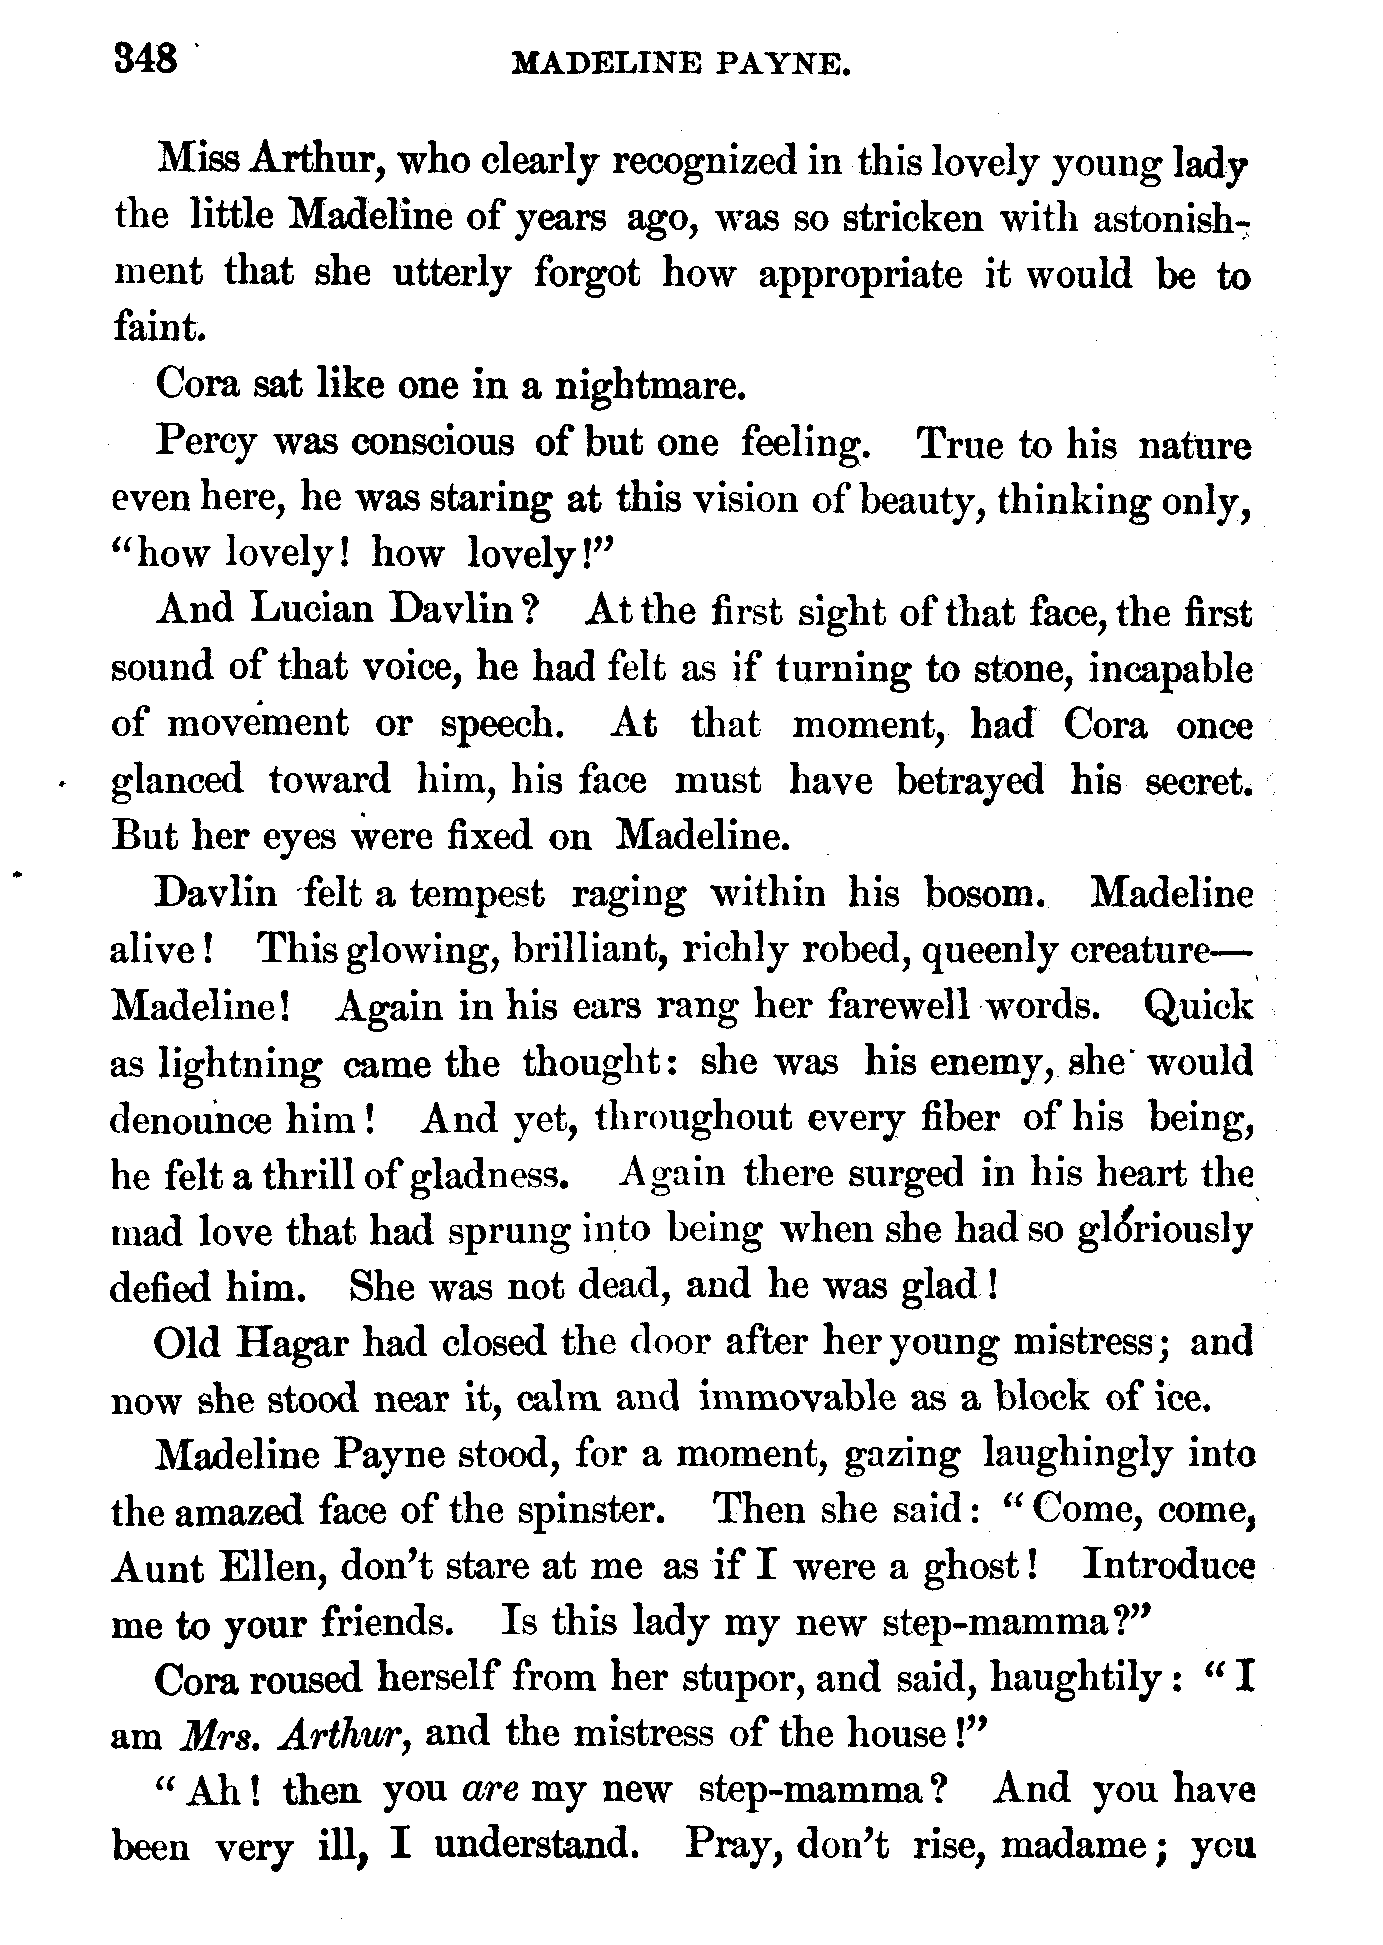 348 MADELINE PAYNE.
Miss Arthur, who clearly recognized in this lovely young lady
the little Madeline of years ago, was so stricken with astonish-
ment that she utterly forgot how appropriate it would be to
faint.
Cora sat like one in a nightmare.
Percy was conscious of but one feeling. True to his nature
even here, he was staring at this vision of beauty, thinking only,
"how lovely! how lovely!"
And Lucian Davlin? At the first sight of that face, the first
sound of that voice, he had felt as if turning to stone, incapable
of movement or speech. At that moment, had Cora once
glanced toward him, his face must have betrayed his secret.
But her eyes were fixed on Madeline.
Davlin felt a tempest raging within his bosom. Madeline
alive! This glowing, brilliant, richly robed, queenly creature—
Madeline! Again in his ears rang her farewell words. Quick
as lightning came the thought: she was his enemy, she would
denounce him! And yet, throughout every fiber of his being,
he felt a thrill of gladness. Again there surged in his heart the
mad love that had sprung into being when she had so gloriously
defied him. She was not dead, and he was glad!
Old Hagar had closed the door after her young mistress; and
now she stood near it, calm and immovable as a block of ice.
Madeline Payne stood, for a moment, gazing laughingly into
the amazed face of the spinster. Then she said: "Come, come,
Aunt Ellen, don't stare at me as if I were a ghost! Introduce
me to your friends. Is this lady my new step-mamma?"
Cora roused herself from her stupor, and said, haughtily: "I
am Mrs. Arthur, and the mistress of the house!"
"Ah! then you are my new step-mamma? And you have
been very ill, I understand. Pray, don't rise, madame; you